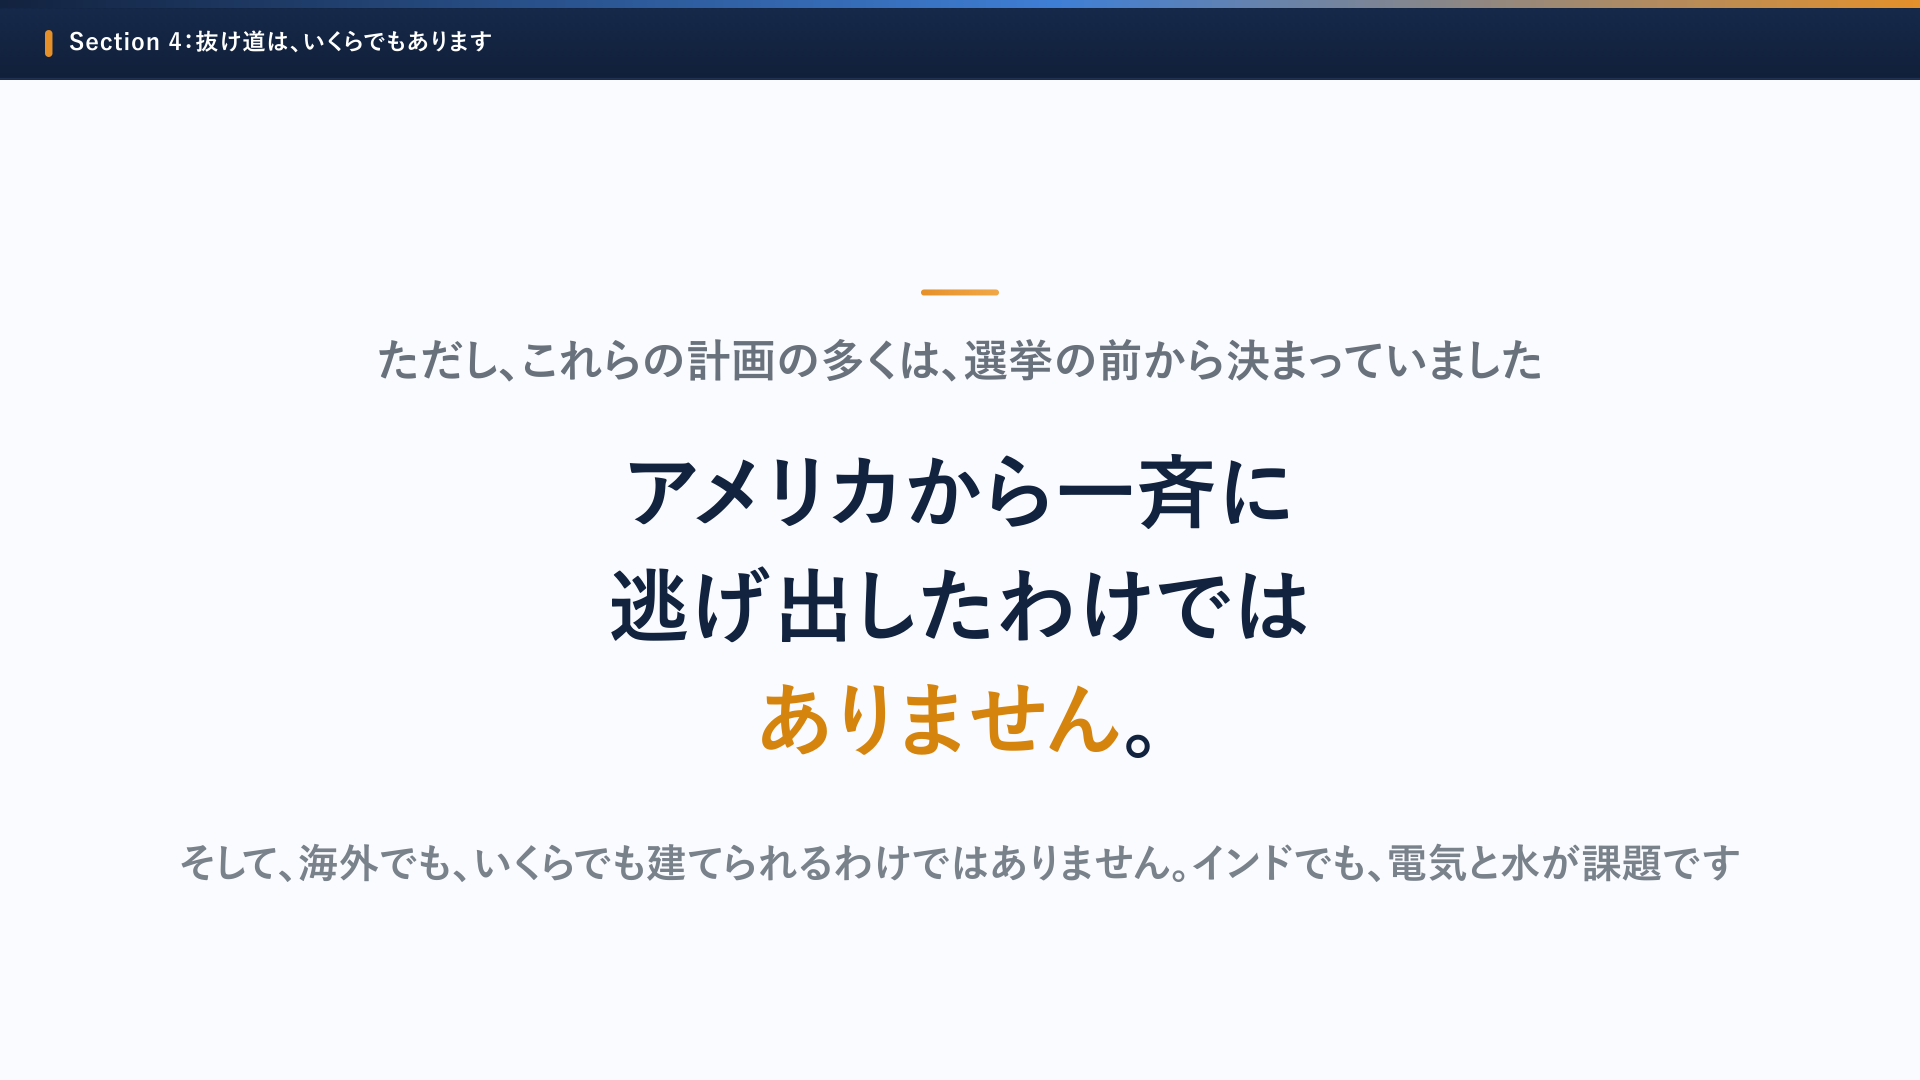 Section 4：抜け道は、いくらでもあります
ただし、これらの計画の多くは、選挙の前から決まっていました
アメリカから一斉に
逃げ出したわけでは
ありません。
そして、海外でも、いくらでも建てられるわけではありません。インドでも、電気と水が課題です